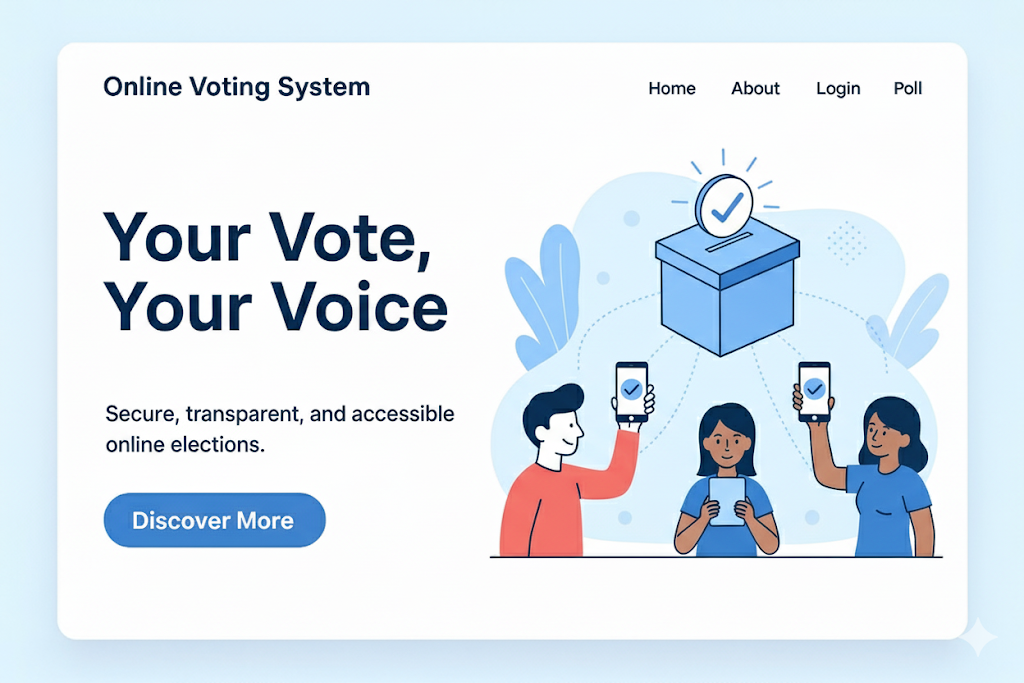 Online Voting System
Home About Login Poll
Your Vote,
Your Voice
Secure, transparent, and accessible
online elections.
Discover More